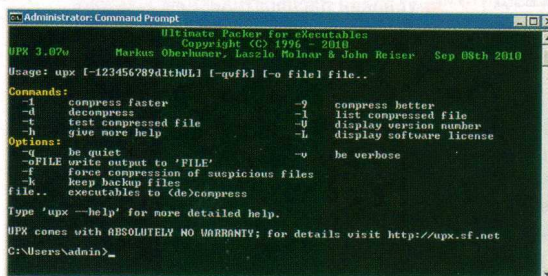 Administrator: Command Prompt
Ultimate Packer for eXecutables
Copyright (C) 1996 - 2010
UPX 3.07w Markus Oberhumer, Laszlo Molnar & John Reiser Sep 08th 2010
Usage: upx [-123456789dlthVL] [-qvfk] [-o file] file..
Commands:
-1 compress faster -9 compress better
-d decompress -l list compressed file
-t test compressed file -V display version number
-h give more help -L display software license
Options:
-q be quiet -v be verbose
-oFILE write output to 'FILE'
-f force compression of suspicious files
-k keep backup files
file.. executables to (de)compress
Type 'upx --help' for more detailed help.
UPX comes with ABSOLUTELY NO WARRANTY; for details visit http://upx.sf.net
C:\Users\admin>_